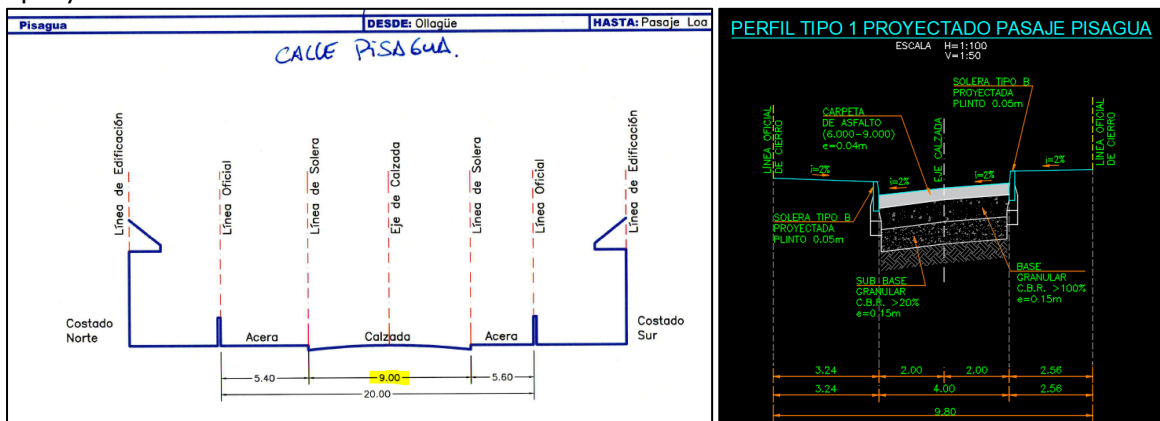 Pisagua
DESDE: Ollagüe
HASTA: Pasaje Loa
CALLE PISAGUA.
Línea de Edificación
Línea Oficial
Línea de Solera
Eje de Calzada
Línea de Solera
Línea Oficial
Línea de Edificación
Costado
Norte
Acera
Calzada
Acera
Costado
Sur
5.40
9.00
5.60
20.00
PERFIL TIPO 1 PROYECTADO PASAJE PISAGUA
ESCALA H=1:100
V=1:50
SOLERA TIPO B
PROYECTADA
PLINTO 0.05m
CARPETA
DE ASFALTO
(6.000-9.000)
e=0.04m
LÍNEA OFICIAL
DE CIERRO
EJE CALZADA
LÍNEA OFICIAL
DE CIERRO
i=2%
i=2%
i=2%
i=2%
SOLERA TIPO B
PROYECTADA
PLINTO 0.05m
SUB BASE
GRANULAR
C.B.R. >20%
e=0.15m
BASE
GRANULAR
C.B.R. >100%
e=0.15m
3.24
2.00
2.00
2.56
3.24
4.00
2.56
9.80